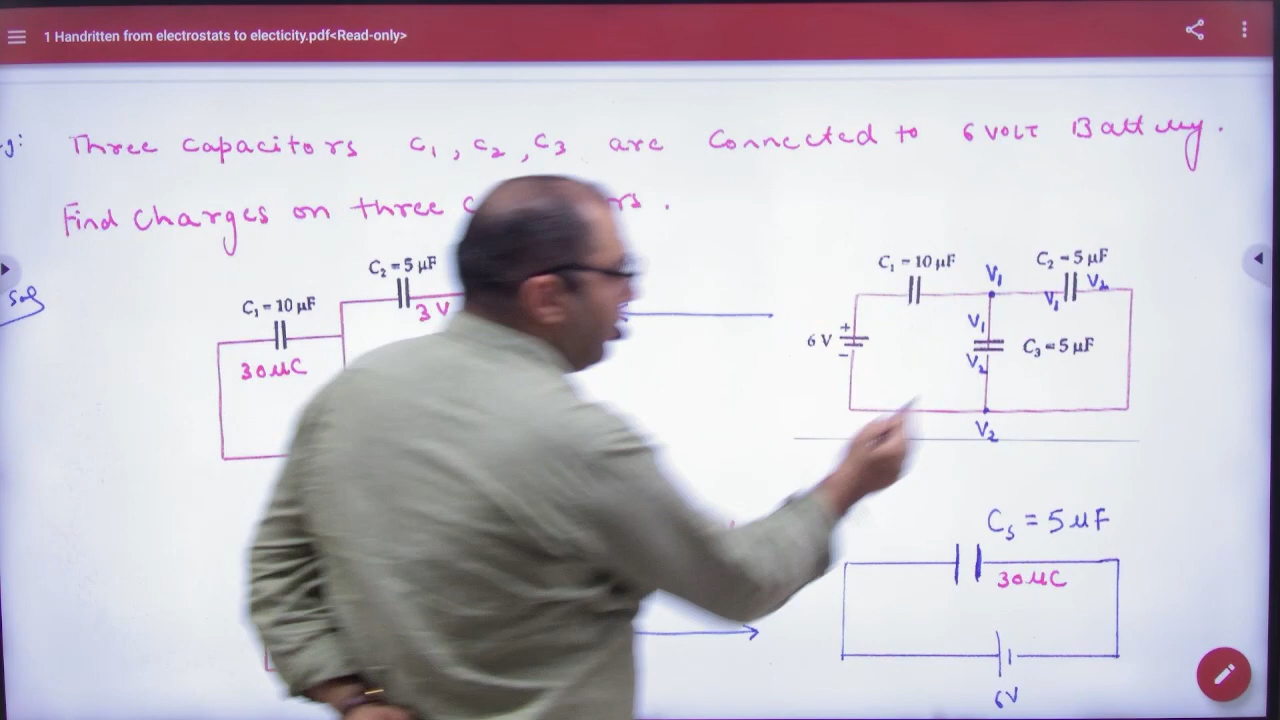 1 Handritten from electrostats to electicity.pdf<Read-only>
Three capacitors C₁, C₂, C₃ are Connected to 6 VOLT Battery.
Find Charges on three
Sol
C₂ = 5 μF
C₁ = 10 μF
3 V
30 μC
C₁ = 10 μF
V₁
C₂ = 5 μF
V₁
V₂
V₁
6 V
+
−
C₃ = 5 μF
V₂
V₂
Cₛ = 5 μF
30 μC
6V